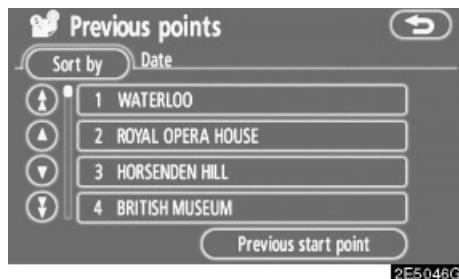 Previous points
Sort by Date
1 WATERLOO
2 ROYAL OPERA HOUSE
3 HORSENDEN HILL
4 BRITISH MUSEUM
Previous start point
2E5046G